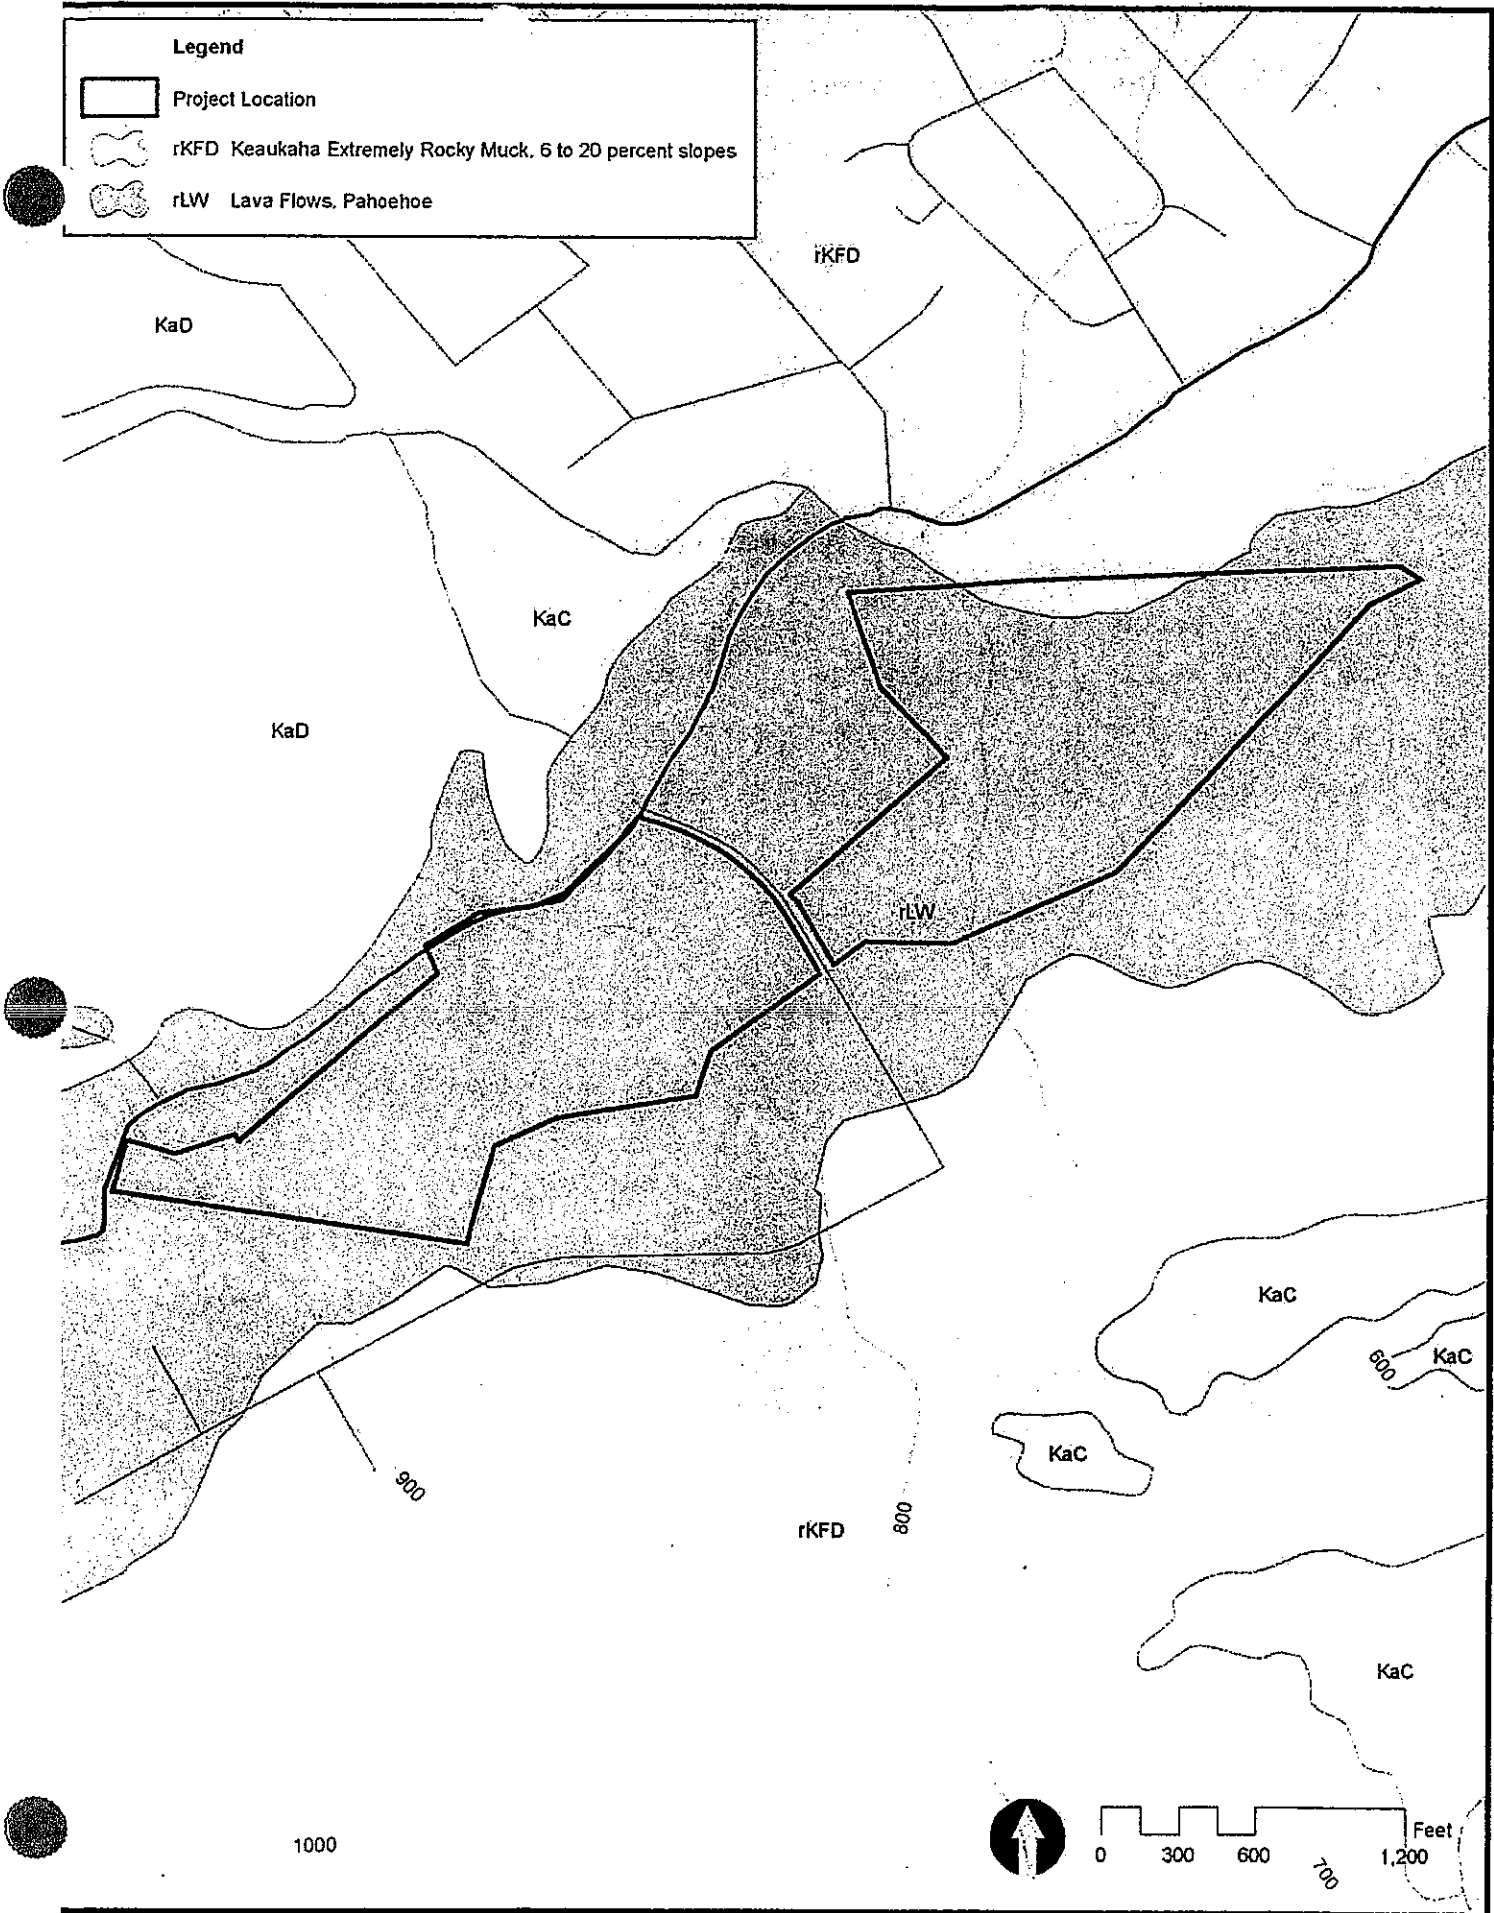 Legend
Project Location
rKFD Keaukaha Extremely Rocky Muck, 6 to 20 percent slopes
rLW Lava Flows, Pahoehoe
rKFD
KaD
KaC
KaD
rLW
KaC
KaC
600
KaC
900
800
rKFD
KaC
1000
Feet
0 300 600 1,200
700